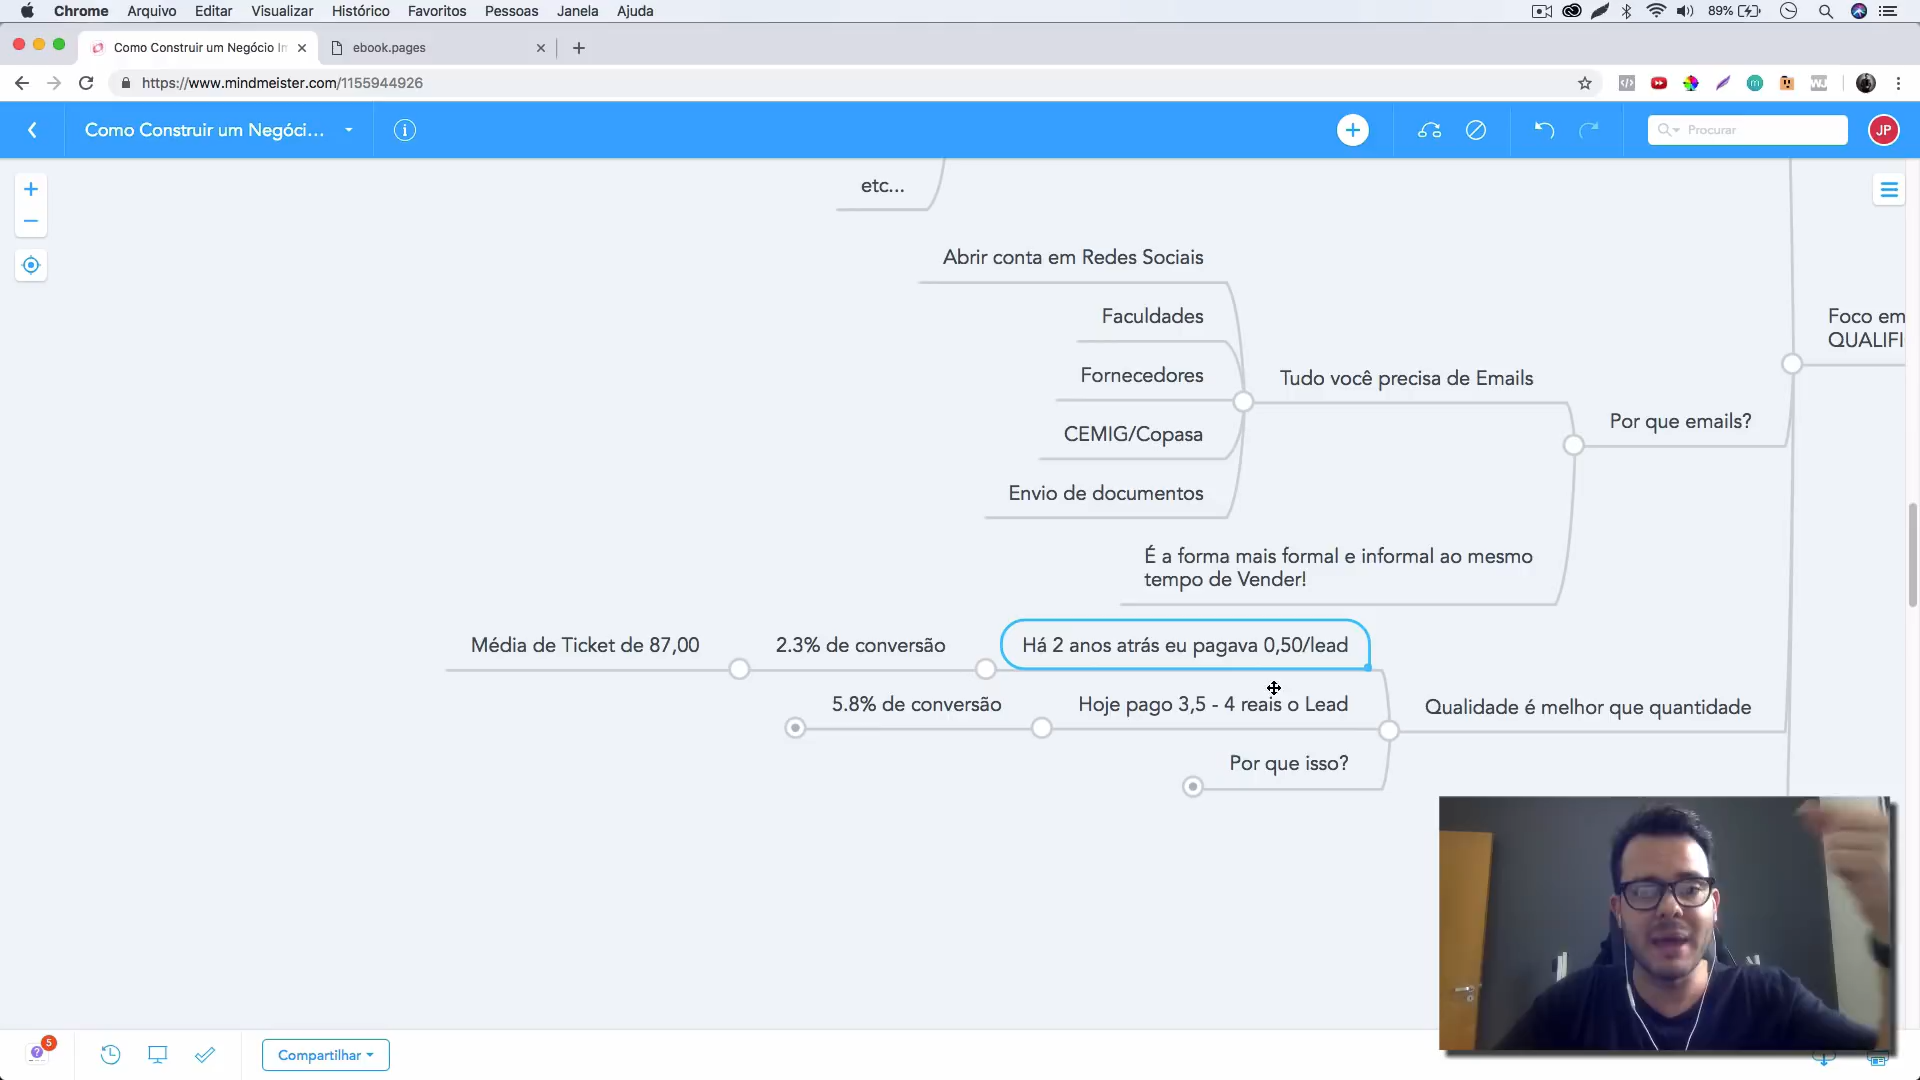 Chrome Arquivo Editar Visualizar Histórico Favoritos Pessoas Janela Ajuda 89%
Como Construir um Negócio In
ebook.pages
https://www.mindmeister.com/1155944926
Como Construir um Negóci...
Procurar
JP
etc...
Abrir conta em Redes Sociais
Faculdades
Fornecedores
CEMIG/Copasa
Envio de documentos
Tudo você precisa de Emails
Por que emails?
Foco em
QUALIFI
É a forma mais formal e informal ao mesmo
tempo de Vender!
Média de Ticket de 87,00
2.3% de conversão
Há 2 anos atrás eu pagava 0,50/lead
5.8% de conversão
Hoje pago 3,5 - 4 reais o Lead
Qualidade é melhor que quantidade
Por que isso?
5
Compartilhar